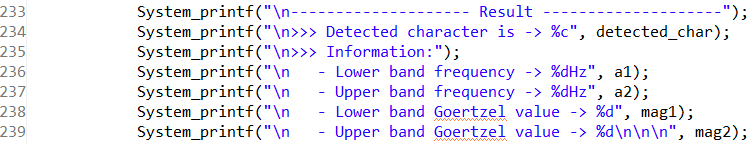 233 System_printf("\n-------------------- Result --------------------");
234 System_printf("\n>>> Detected character is -> %c", detected_char);
235 System_printf("\n>>> Information:");
236 System_printf("\n   - Lower band frequency -> %dHz", a1);
237 System_printf("\n   - Upper band frequency -> %dHz", a2);
238 System_printf("\n   - Lower band Goertzel value -> %d", mag1);
239 System_printf("\n   - Upper band Goertzel value -> %d\n\n\n", mag2);